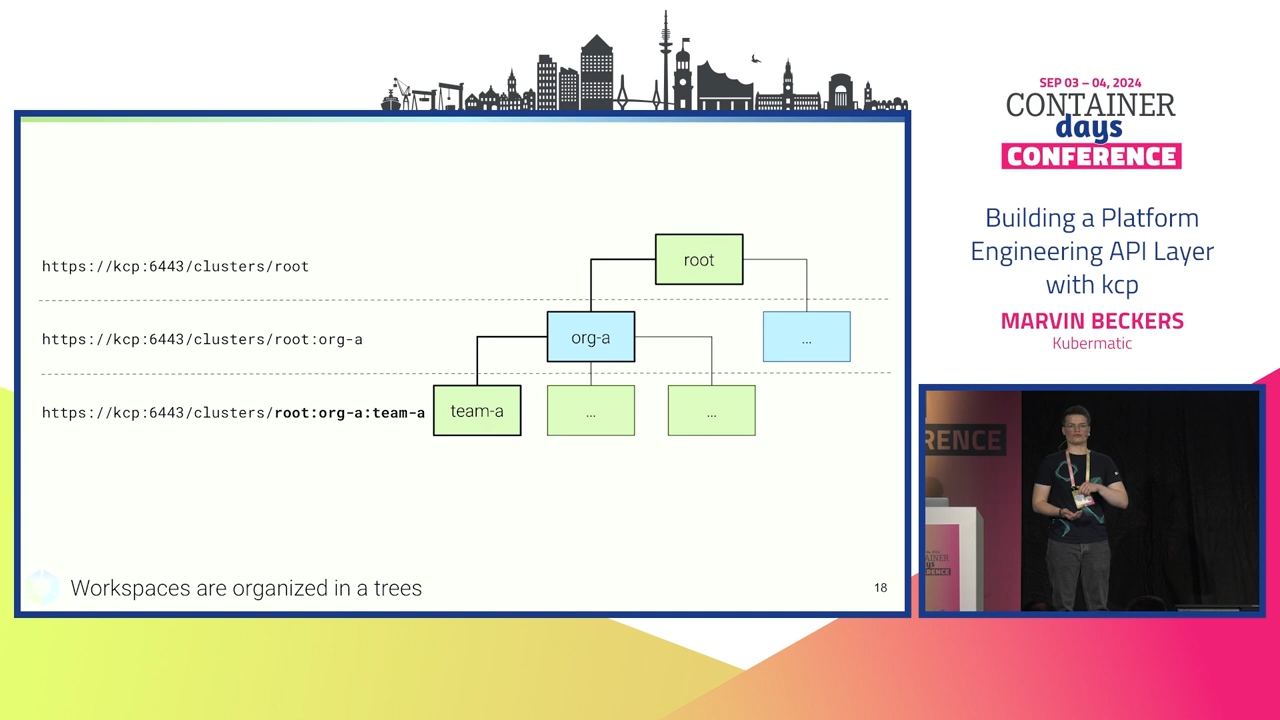 SEP 03 – 04, 2024
CONTAINER
days
CONFERENCE
Building a Platform
Engineering API Layer
with kcp
MARVIN BECKERS
Kubermatic
https://kcp:6443/clusters/root
root
https://kcp:6443/clusters/root:org-a
org-a
...
https://kcp:6443/clusters/root:org-a:team-a
team-a
...
...
Workspaces are organized in a trees
18
RENCE